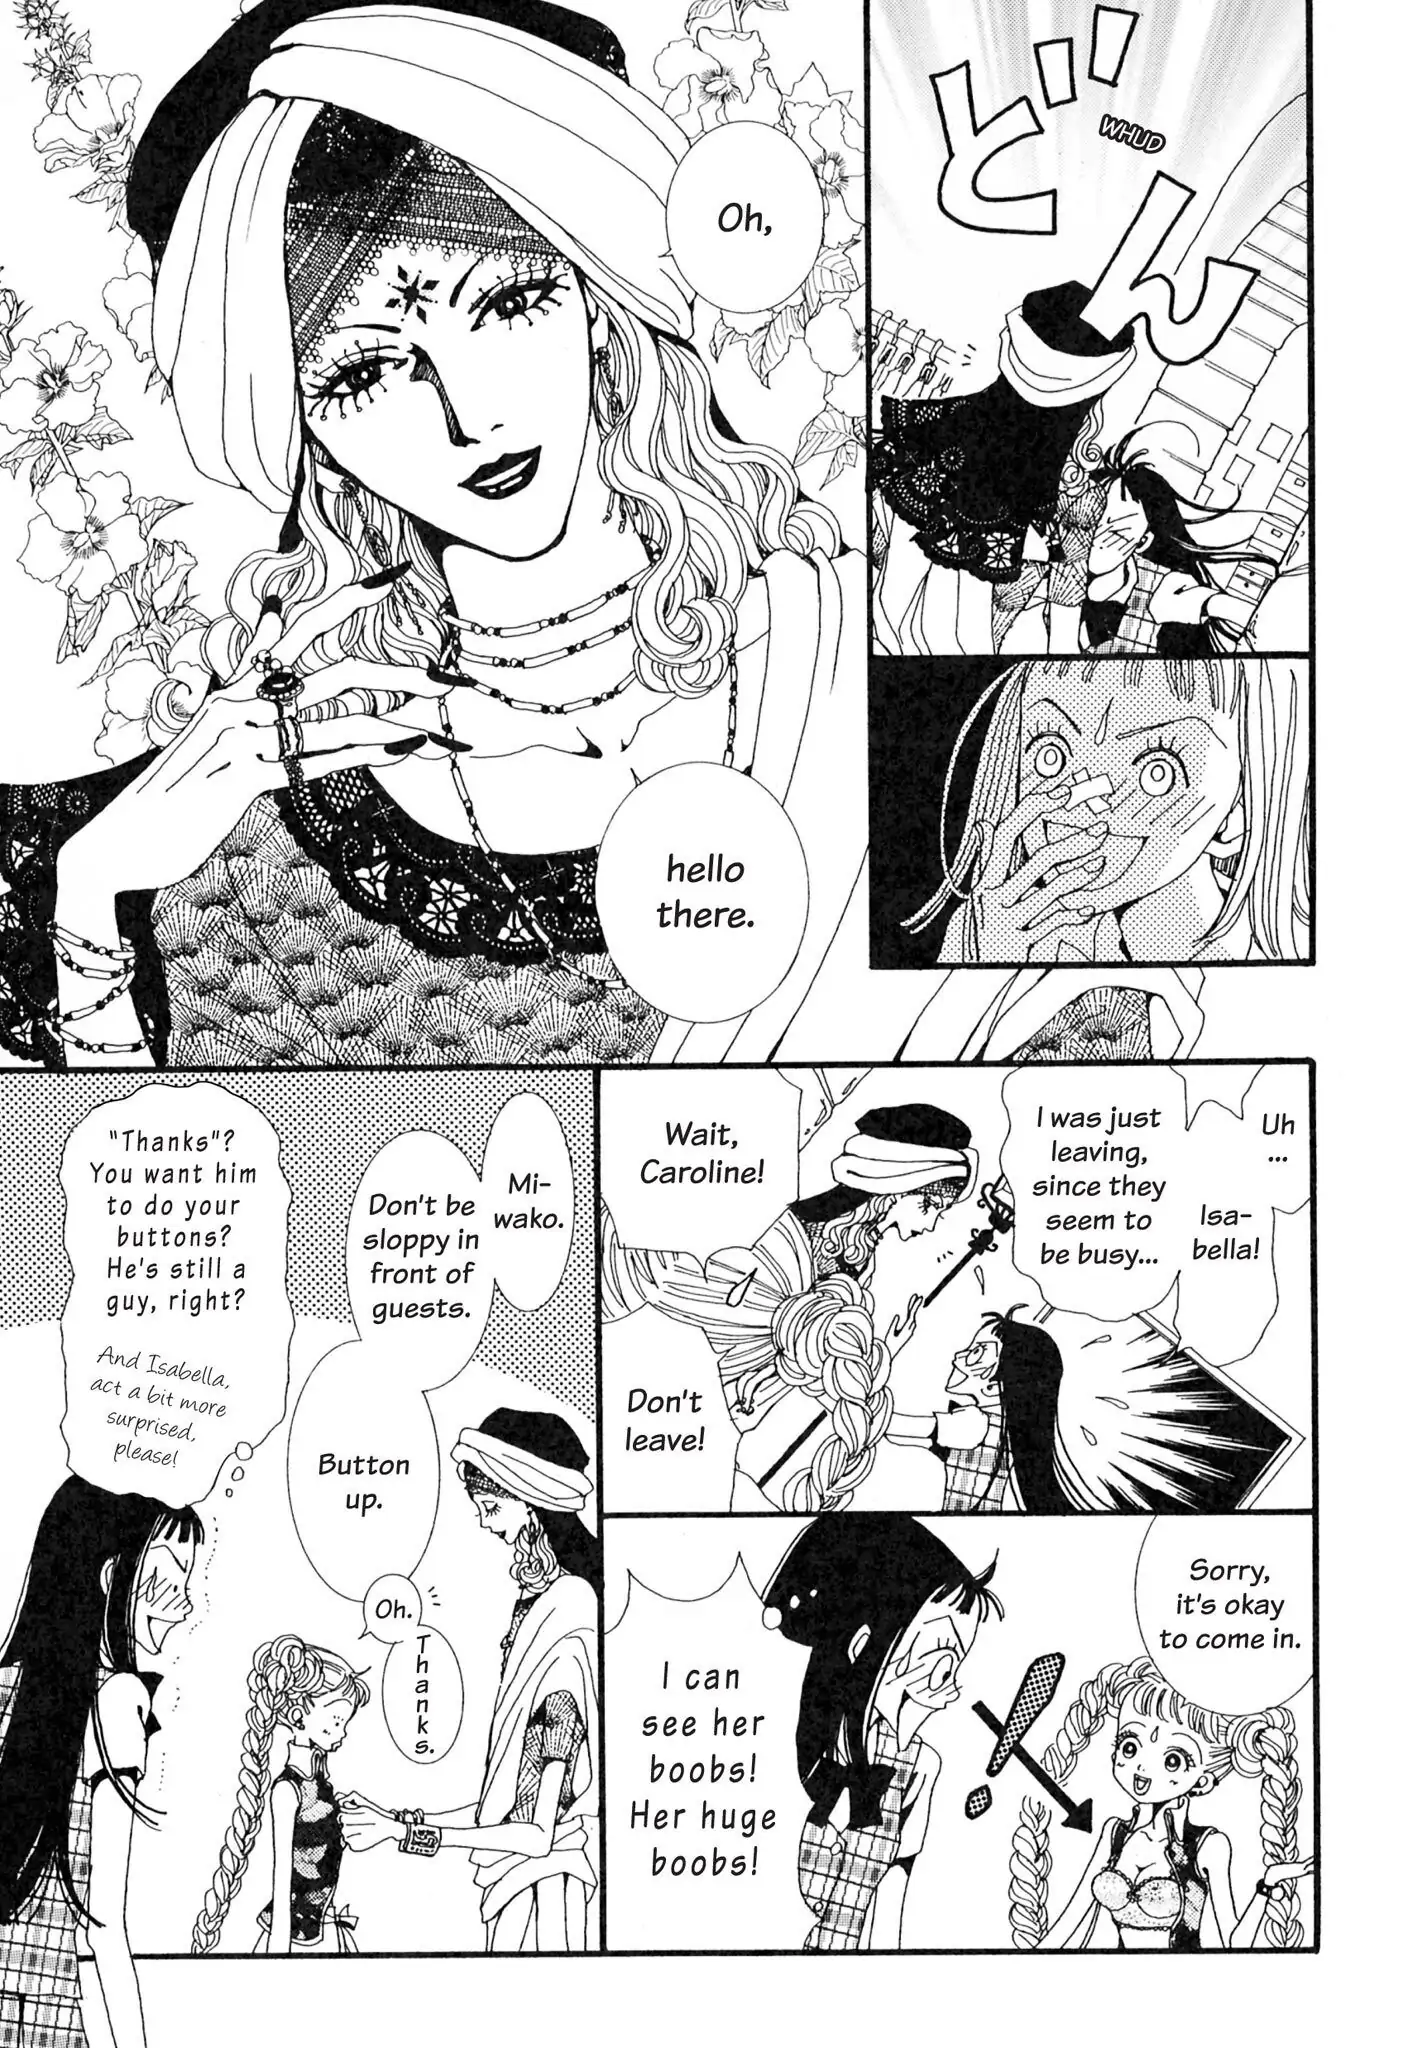 どん
WHUD
Oh,
hello
there.
Uh
...
Isa-
bella!
I was just
leaving,
since they
seem to
be busy...
Wait,
Caroline!
Don't
leave!
Sorry,
it's okay
to come in.
I can
see her
boobs!
Her huge
boobs!
Mi-
wako.
Don't be
sloppy in
front of
guests.
Button
up.
Oh.
Thanks.
"Thanks"?
You want him
to do your
buttons?
He's still a
guy, right?
And Isabella,
act a bit more
surprised,
please!